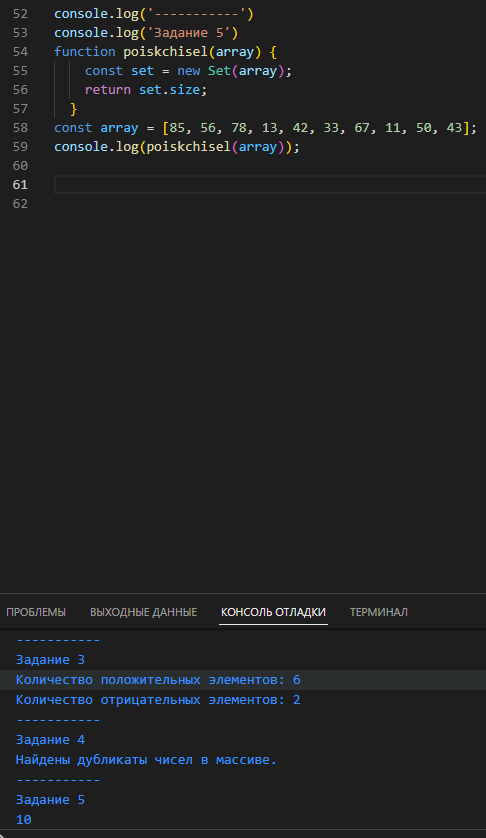 52 console.log('-----------')
53 console.log('Задание 5')
54 function poiskchisel(array) {
55 const set = new Set(array);
56 return set.size;
57 }
58 const array = [85, 56, 78, 13, 42, 33, 67, 11, 50, 43];
59 console.log(poiskchisel(array));
60
61
62
ПРОБЛЕМЫ ВЫХОДНЫЕ ДАННЫЕ КОНСОЛЬ ОТЛАДКИ ТЕРМИНАЛ
-----------
Задание 3
Количество положительных элементов: 6
Количество отрицательных элементов: 2
-----------
Задание 4
Найдены дубликаты чисел в массиве.
-----------
Задание 5
10